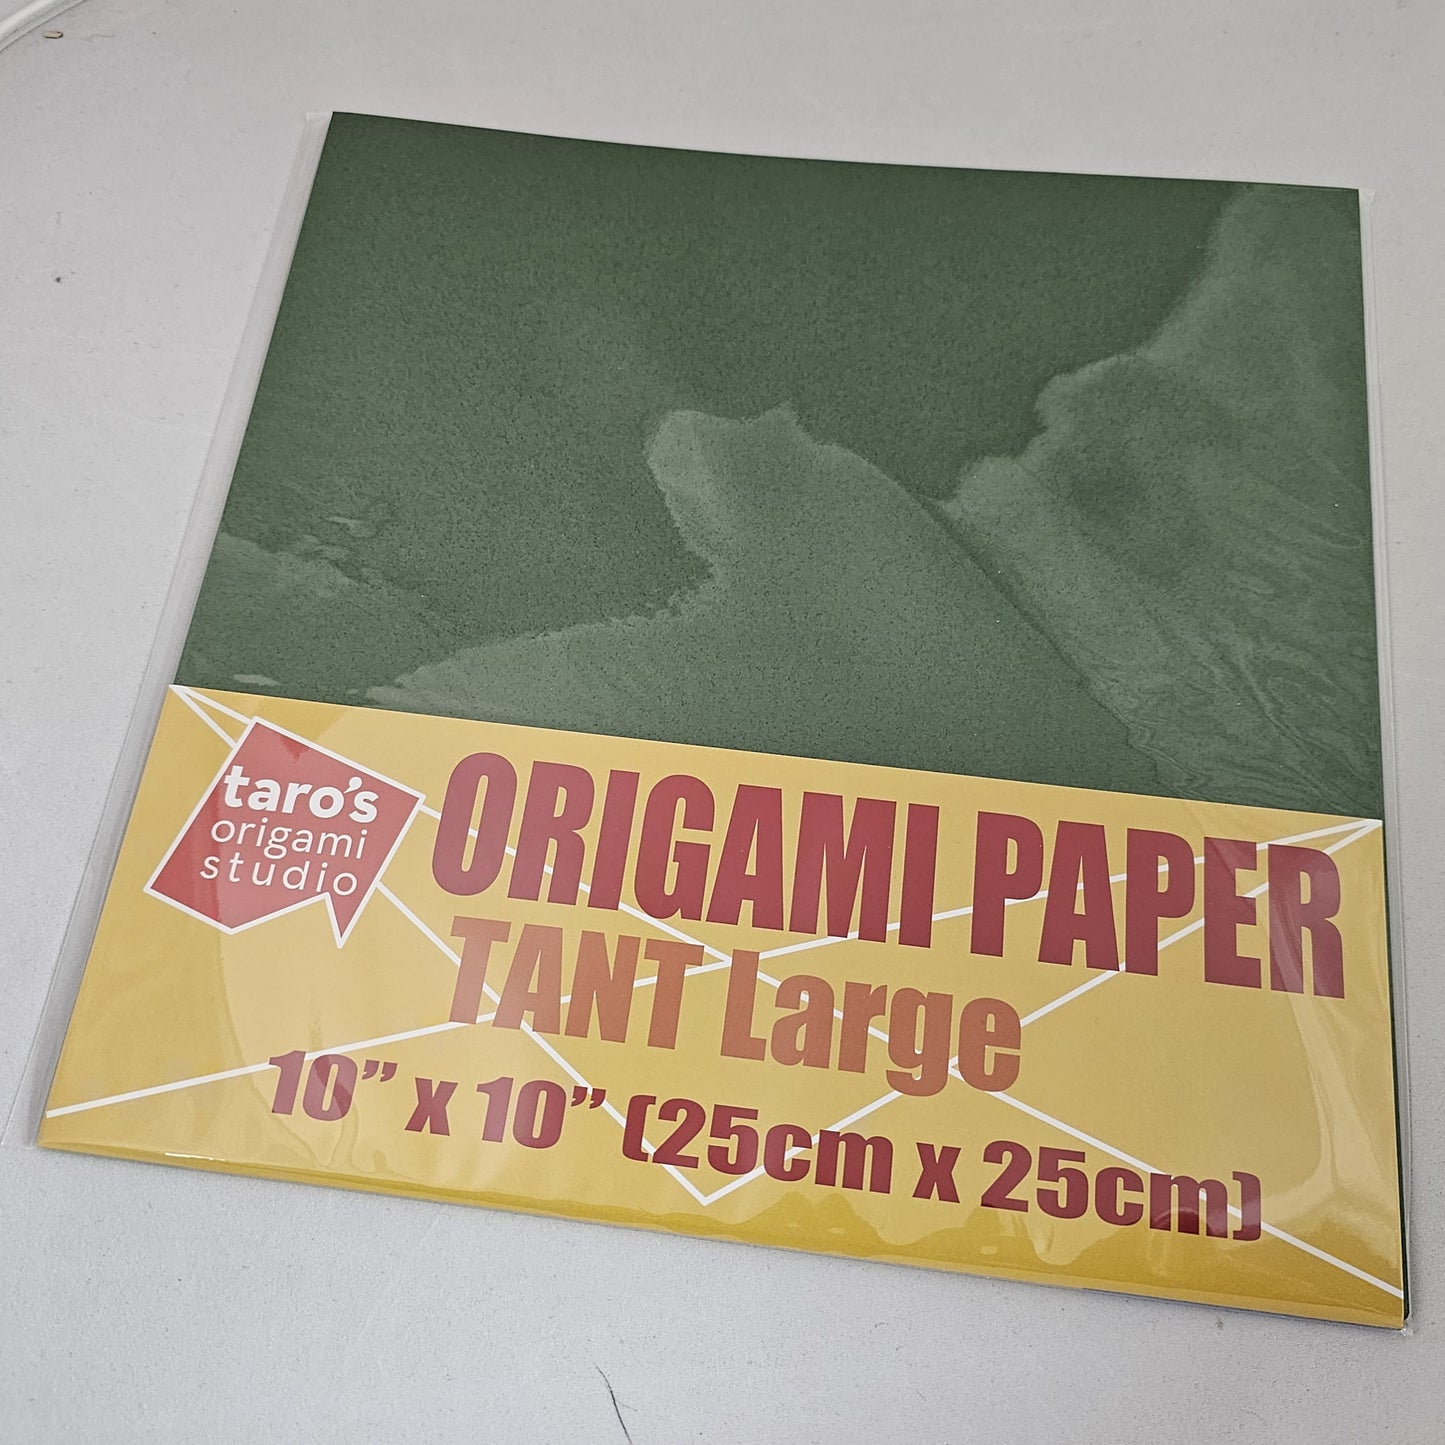 taro's
origami
studio
ORIGAMI PAPER
TANT Large
10” x 10” (25cm x 25cm)